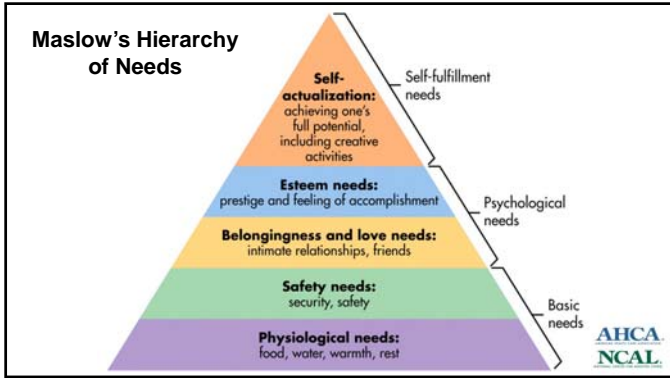 Maslow's Hierarchy
of Needs
Self-
actualization:
achieving one's
full potential,
including creative
activities
Self-fulfillment
needs
Esteem needs:
prestige and feeling of accomplishment
Belongingness and love needs:
intimate relationships, friends
Psychological
needs
Safety needs:
security, safety
Physiological needs:
food, water, warmth, rest
Basic
needs
AHCA
NCAL